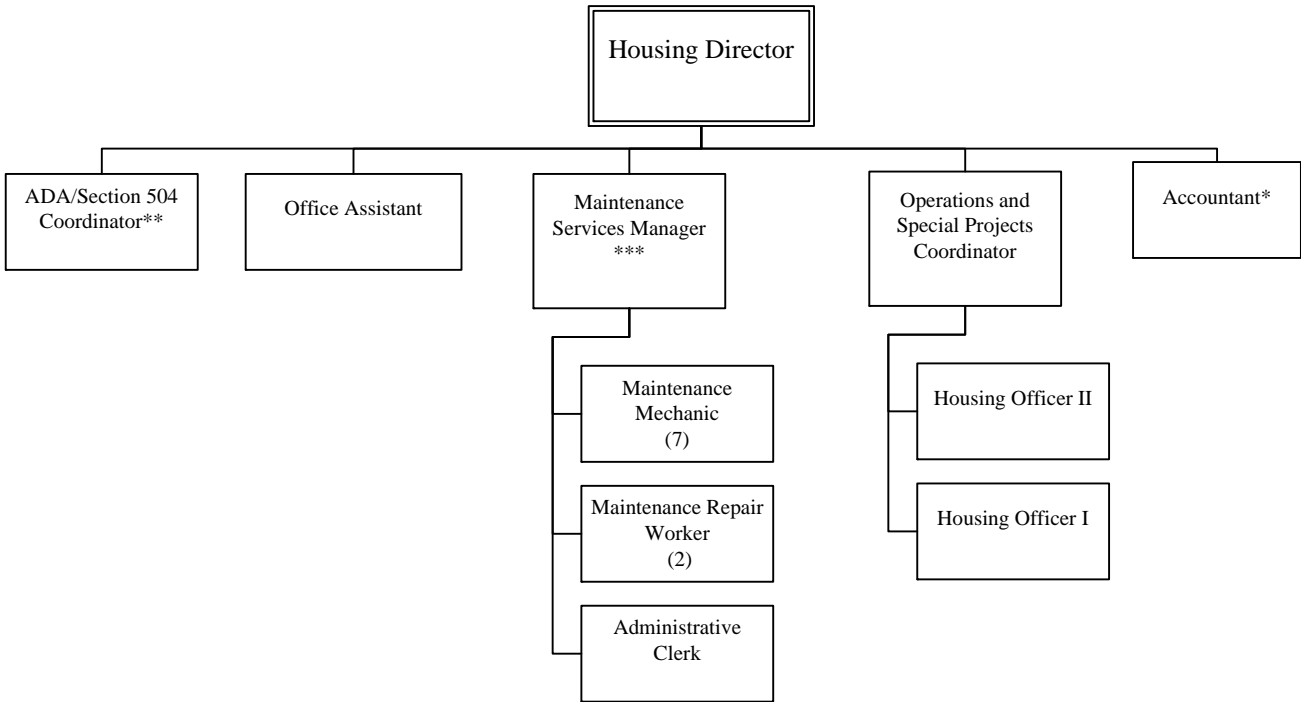 Housing Director
ADA/Section 504
Coordinator**
Office Assistant
Maintenance
Services Manager
***
Operations and
Special Projects
Coordinator
Accountant*
Maintenance
Mechanic
(7)
Maintenance Repair
Worker
(2)
Administrative
Clerk
Housing Officer II
Housing Officer I